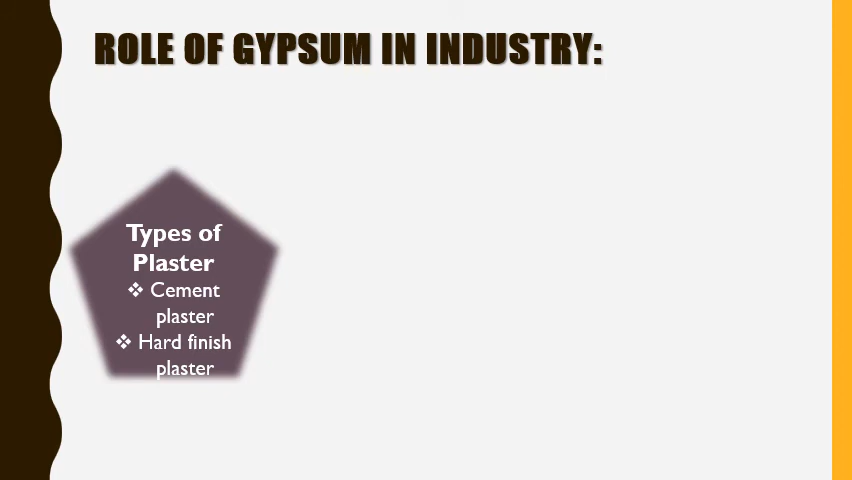 ROLE OF GYPSUM IN INDUSTRY:
Types of
Plaster
❖ Cement
plaster
❖ Hard finish
plaster